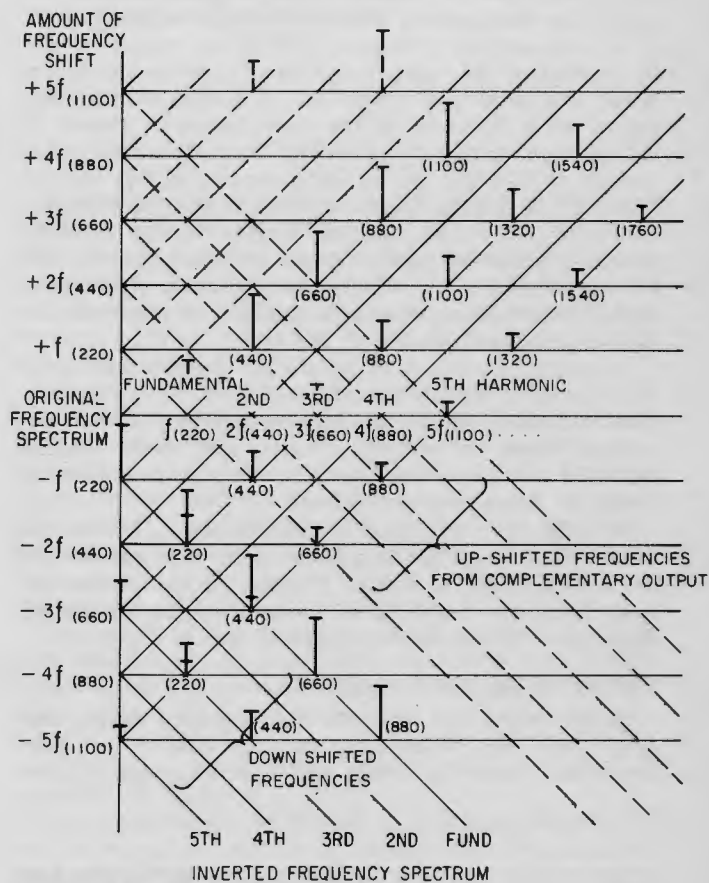 AMOUNT OF
FREQUENCY
SHIFT
+ 5f (1100)
+ 4f (880)
(1100) (1540)
+ 3f (660)
(880) (1320) (1760)
+ 2f (440)
(660) (1100) (1540)
+ f (220)
(440) (880) (1320)
FUNDAMENTAL
5TH HARMONIC
2ND 3RD 4TH
ORIGINAL
FREQUENCY
SPECTRUM
f(220) 2f(440) 3f(660) 4f(880) 5f(1100) .....
- f (220)
(440) (880)
- 2f (440)
(220) (660)
UP-SHIFTED FREQUENCIES
FROM COMPLEMENTARY OUTPUT
- 3f (660)
(440)
- 4f (880)
(220) (660)
(440) (880)
- 5f (1100)
DOWN SHIFTED
FREQUENCIES
5TH 4TH 3RD 2ND FUND
INVERTED FREQUENCY SPECTRUM